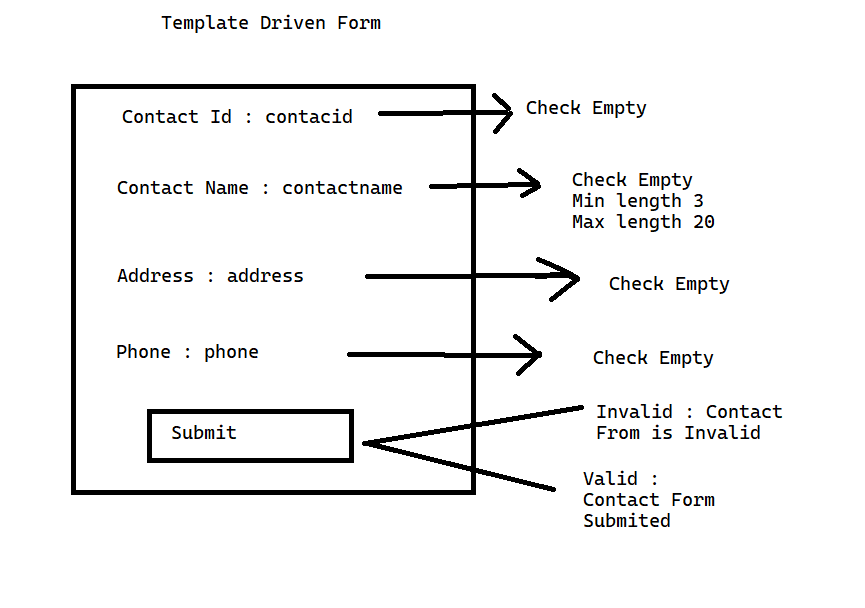 Template Driven Form
Contact Id : contacid
Check Empty
Contact Name : contactname
Check Empty
Min length 3
Max length 20
Address : address
Check Empty
Phone : phone
Check Empty
Submit
Invalid : Contact
From is Invalid
Valid :
Contact Form
Submited